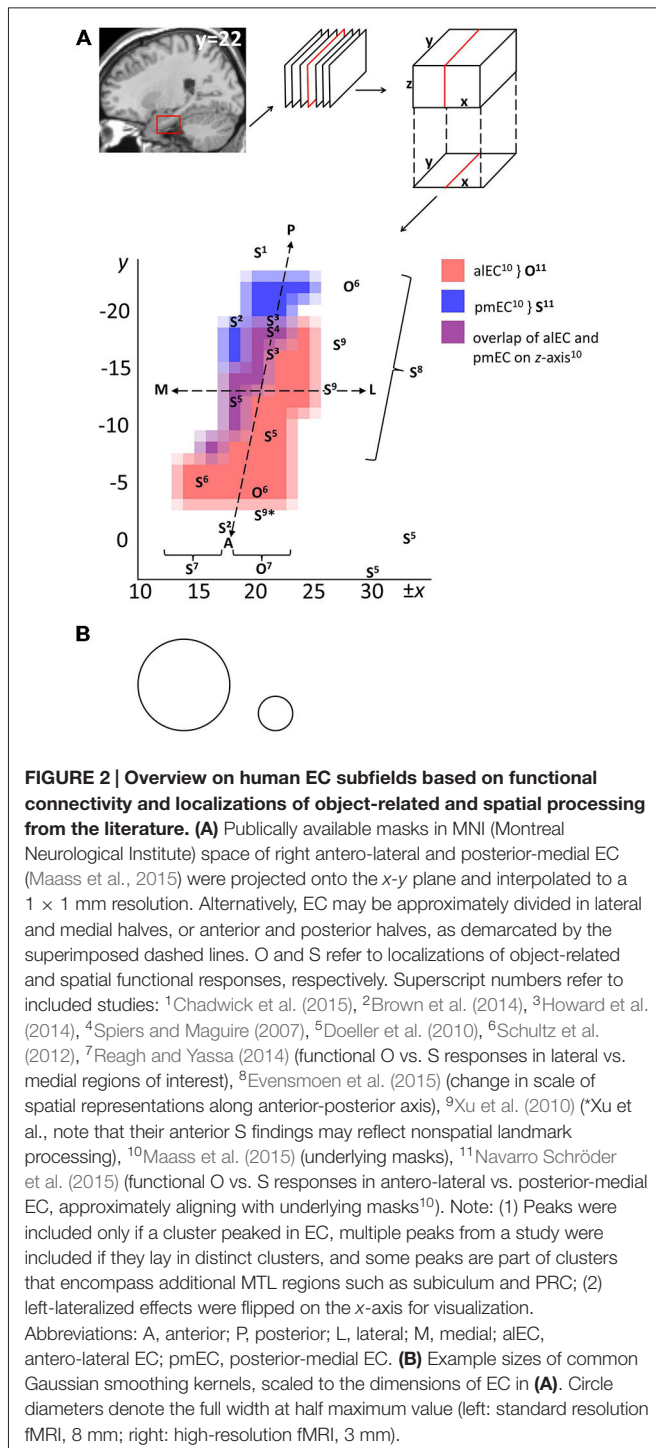 A
y=22
y
z
x
y
x
P
y
S¹
alEC¹⁰ } O¹¹
O⁶
pmEC¹⁰ } S¹¹
-20
S²
S³
S⁴
overlap of alEC and
pmEC on z-axis¹⁰
S⁹
S³
-15
S⁸
M
S⁹
L
S⁵
-10
S⁵
-5
S⁶
O⁶
S⁹*
S²
0
A
S⁵
S⁷
O⁷
S⁵
10 15 20 25 30 ±x
B
FIGURE 2 | Overview on human EC subfields based on functional
connectivity and localizations of object-related and spatial processing
from the literature. (A) Publically available masks in MNI (Montreal
Neurological Institute) space of right antero-lateral and posterior-medial EC
(Maass et al., 2015) were projected onto the x-y plane and interpolated to a
1 × 1 mm resolution. Alternatively, EC may be approximately divided in lateral
and medial halves, or anterior and posterior halves, as demarcated by the
superimposed dashed lines. O and S refer to localizations of object-related
and spatial functional responses, respectively. Superscript numbers refer to
included studies: ¹Chadwick et al. (2015), ²Brown et al. (2014), ³Howard et al.
(2014), ⁴Spiers and Maguire (2007), ⁵Doeller et al. (2010), ⁶Schultz et al.
(2012), ⁷Reagh and Yassa (2014) (functional O vs. S responses in lateral vs.
medial regions of interest), ⁸Evensmoen et al. (2015) (change in scale of
spatial representations along anterior-posterior axis), ⁹Xu et al. (2010) (*Xu et
al., note that their anterior S findings may reflect nonspatial landmark
processing), ¹⁰Maass et al. (2015) (underlying masks), ¹¹Navarro Schröder
et al. (2015) (functional O vs. S responses in antero-lateral vs. posterior-medial
EC, approximately aligning with underlying masks¹⁰). Note: (1) Peaks were
included only if a cluster peaked in EC, multiple peaks from a study were
included if they lay in distinct clusters, and some peaks are part of clusters
that encompass additional MTL regions such as subiculum and PRC; (2)
left-lateralized effects were flipped on the x-axis for visualization.
Abbreviations: A, anterior; P, posterior; L, lateral; M, medial; alEC,
antero-lateral EC; pmEC, posterior-medial EC. (B) Example sizes of common
Gaussian smoothing kernels, scaled to the dimensions of EC in (A). Circle
diameters denote the full width at half maximum value (left: standard resolution
fMRI, 8 mm; right: high-resolution fMRI, 3 mm).